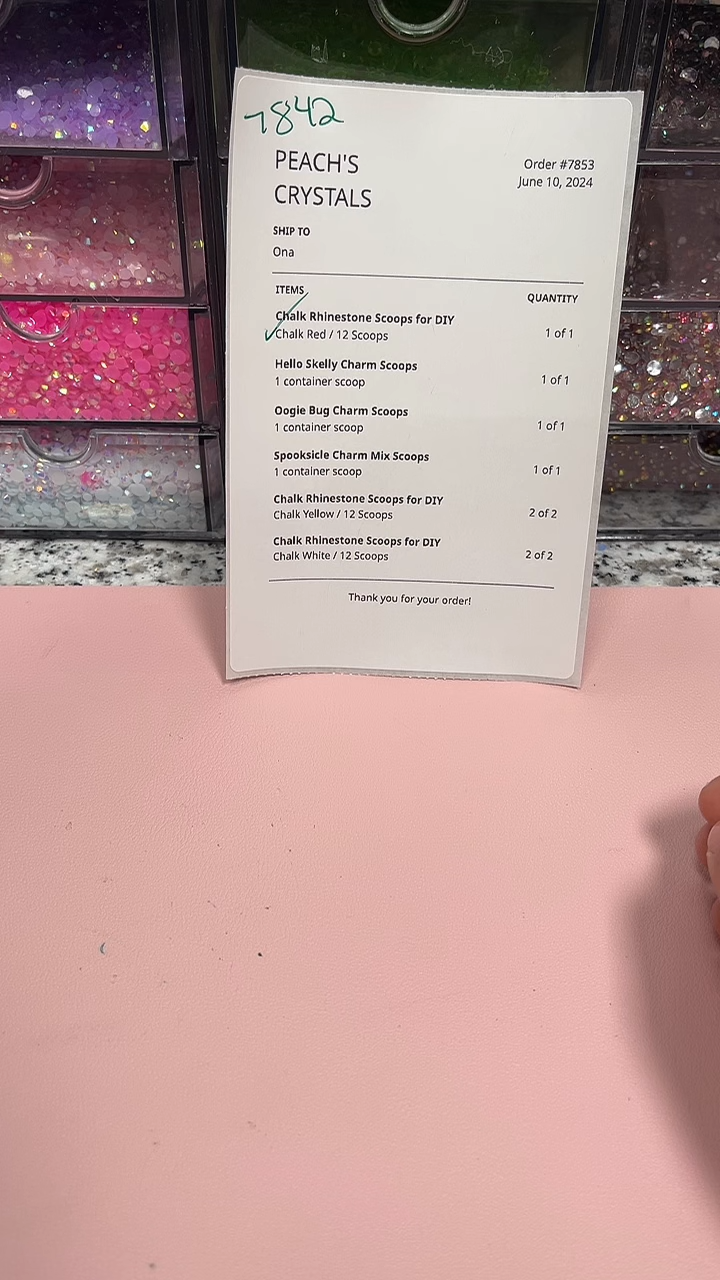 7842
PEACH'S
CRYSTALS
Order #7853
June 10, 2024
SHIP TO
Ona
ITEMS
QUANTITY
Chalk Rhinestone Scoops for DIY
Chalk Red / 12 Scoops
1 of 1
Hello Skelly Charm Scoops
1 container scoop
1 of 1
Oogie Bug Charm Scoops
1 container scoop
1 of 1
Spooksicle Charm Mix Scoops
1 container scoop
1 of 1
Chalk Rhinestone Scoops for DIY
Chalk Yellow / 12 Scoops
2 of 2
Chalk Rhinestone Scoops for DIY
Chalk White / 12 Scoops
2 of 2
Thank you for your order!